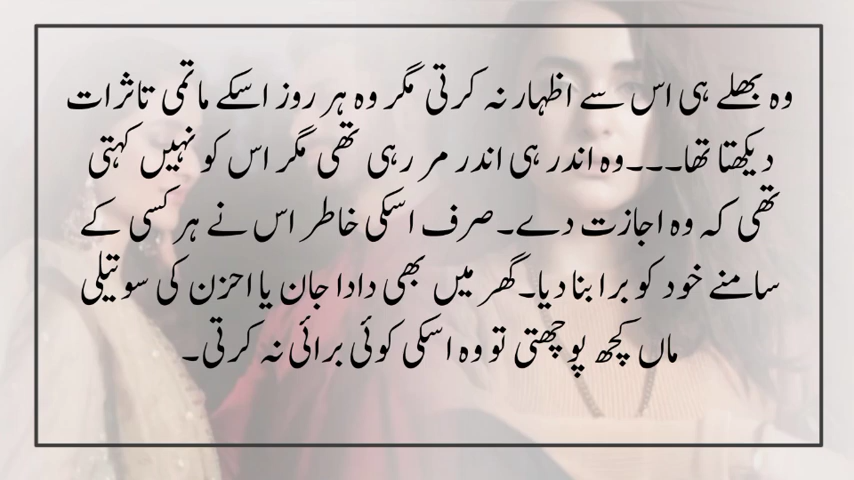 وہ بھلے ہی اس سے اظہار نہ کرتی مگر وہ ہر روز اسکے ماتمی تاثرات
دیکھتا تھا۔۔۔وہ اندر ہی اندر مر رہی تھی مگر اس کو نہیں کہتی
تھی کہ وہ اجازت دے۔صرف اسکی خاطر اس نے ہر کسی کے
سامنے خود کو برا بنا دیا۔گھر میں بھی دادا جان یا احزن کی سوتیلی
ماں کچھ پوچھتی تو وہ اسکی کوئی برائی نہ کرتی۔